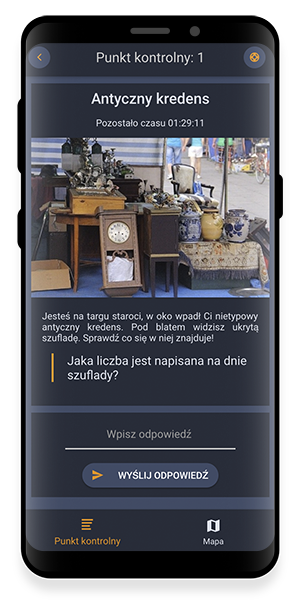 Punkt kontrolny: 1
Antyczny kredens
Pozostało czasu 01:29:11
Jesteś na targu staroci, w oko wpadł Ci nietypowy
antyczny kredens. Pod blatem widzisz ukrytą
szufladę. Sprawdź co się w niej znajduje!
Jaka liczba jest napisana na dnie
szuflady?
Wpisz odpowiedź
WYŚLIJ ODPOWIEDŹ
Punkt kontrolny
Mapa